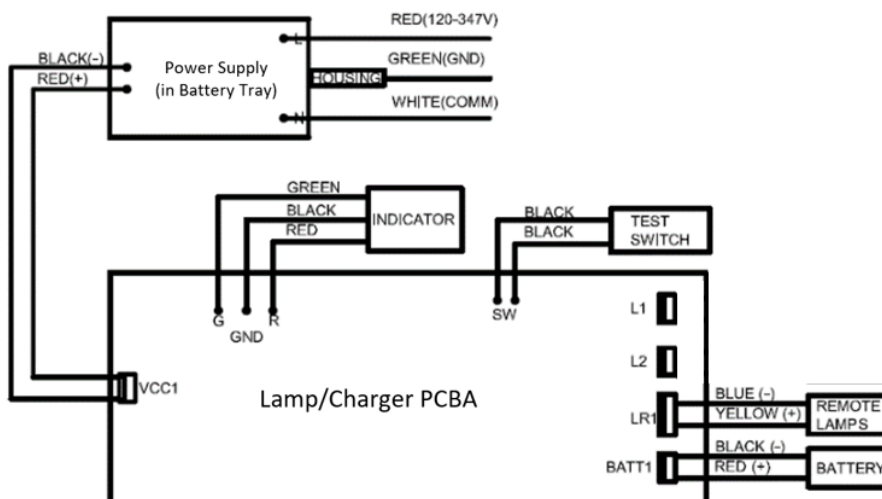 RED(120-347V)
BLACK(-)
L
GREEN(GND)
Power Supply
RED(+)
HOUSING
(in Battery Tray)
WHITE(COMM)
N
GREEN
BLACK
INDICATOR
RED
BLACK
TEST
BLACK
SWITCH
G
R
GND
SW
L1
L2
VCC1
Lamp/Charger PCBA
BLUE (-)
REMOTE
YELLOW (+)
LR1
LAMPS
BLACK (-)
BATT1
RED (+)
BATTERY